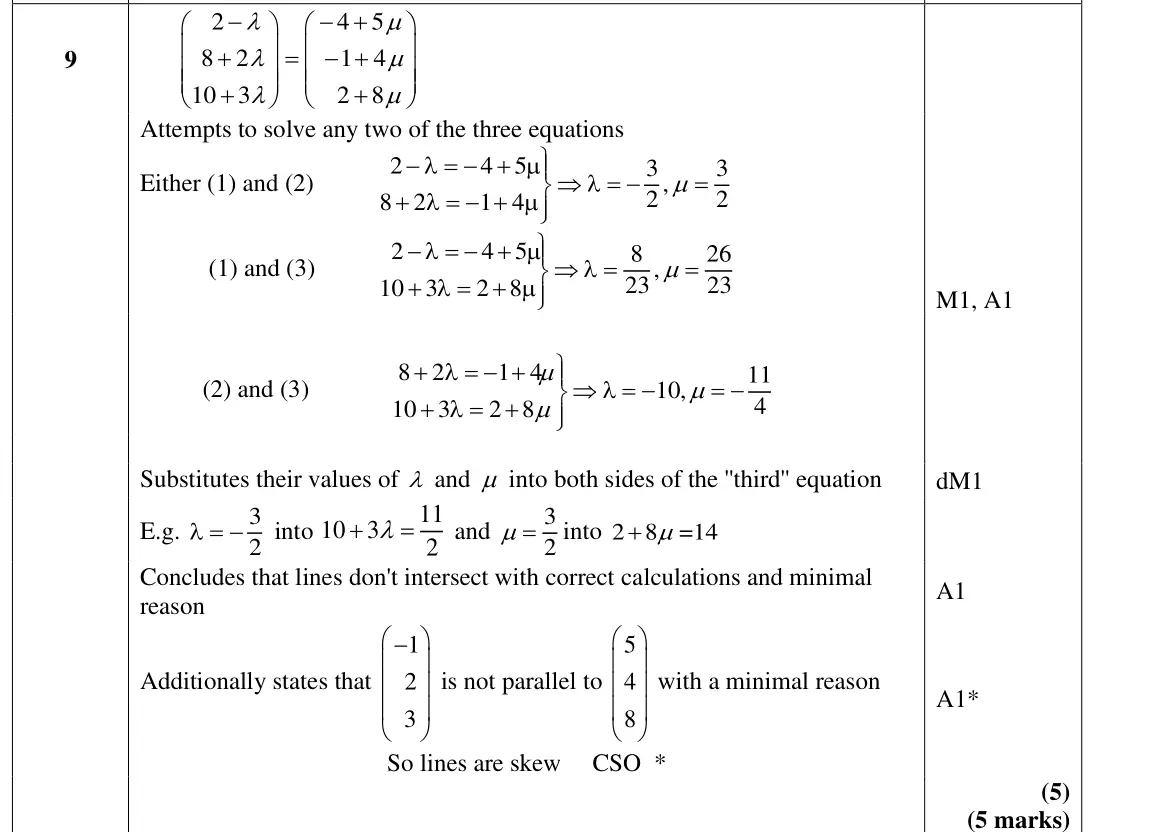 9
( 2 − λ ) ( −4 + 5μ )
( 8 + 2λ ) = ( −1 + 4μ )
( 10 + 3λ ) ( 2 + 8μ )
Attempts to solve any two of the three equations
Either (1) and (2) 2 − λ = −4 + 5μ
8 + 2λ = −1 + 4μ } ⇒ λ = −3/2, μ = 3/2
(1) and (3) 2 − λ = −4 + 5μ
10 + 3λ = 2 + 8μ } ⇒ λ = 8/23, μ = 26/23
M1, A1
(2) and (3) 8 + 2λ = −1 + 4μ
10 + 3λ = 2 + 8μ } ⇒ λ = −10, μ = −11/4
Substitutes their values of λ and μ into both sides of the "third" equation dM1
E.g. λ = −3/2 into 10 + 3λ = 11/2 and μ = 3/2 into 2 + 8μ =14
Concludes that lines don't intersect with correct calculations and minimal
reason A1
Additionally states that (−1 2 3) is not parallel to (5 4 8) with a minimal reason A1*
So lines are skew CSO *
(5)
(5 marks)